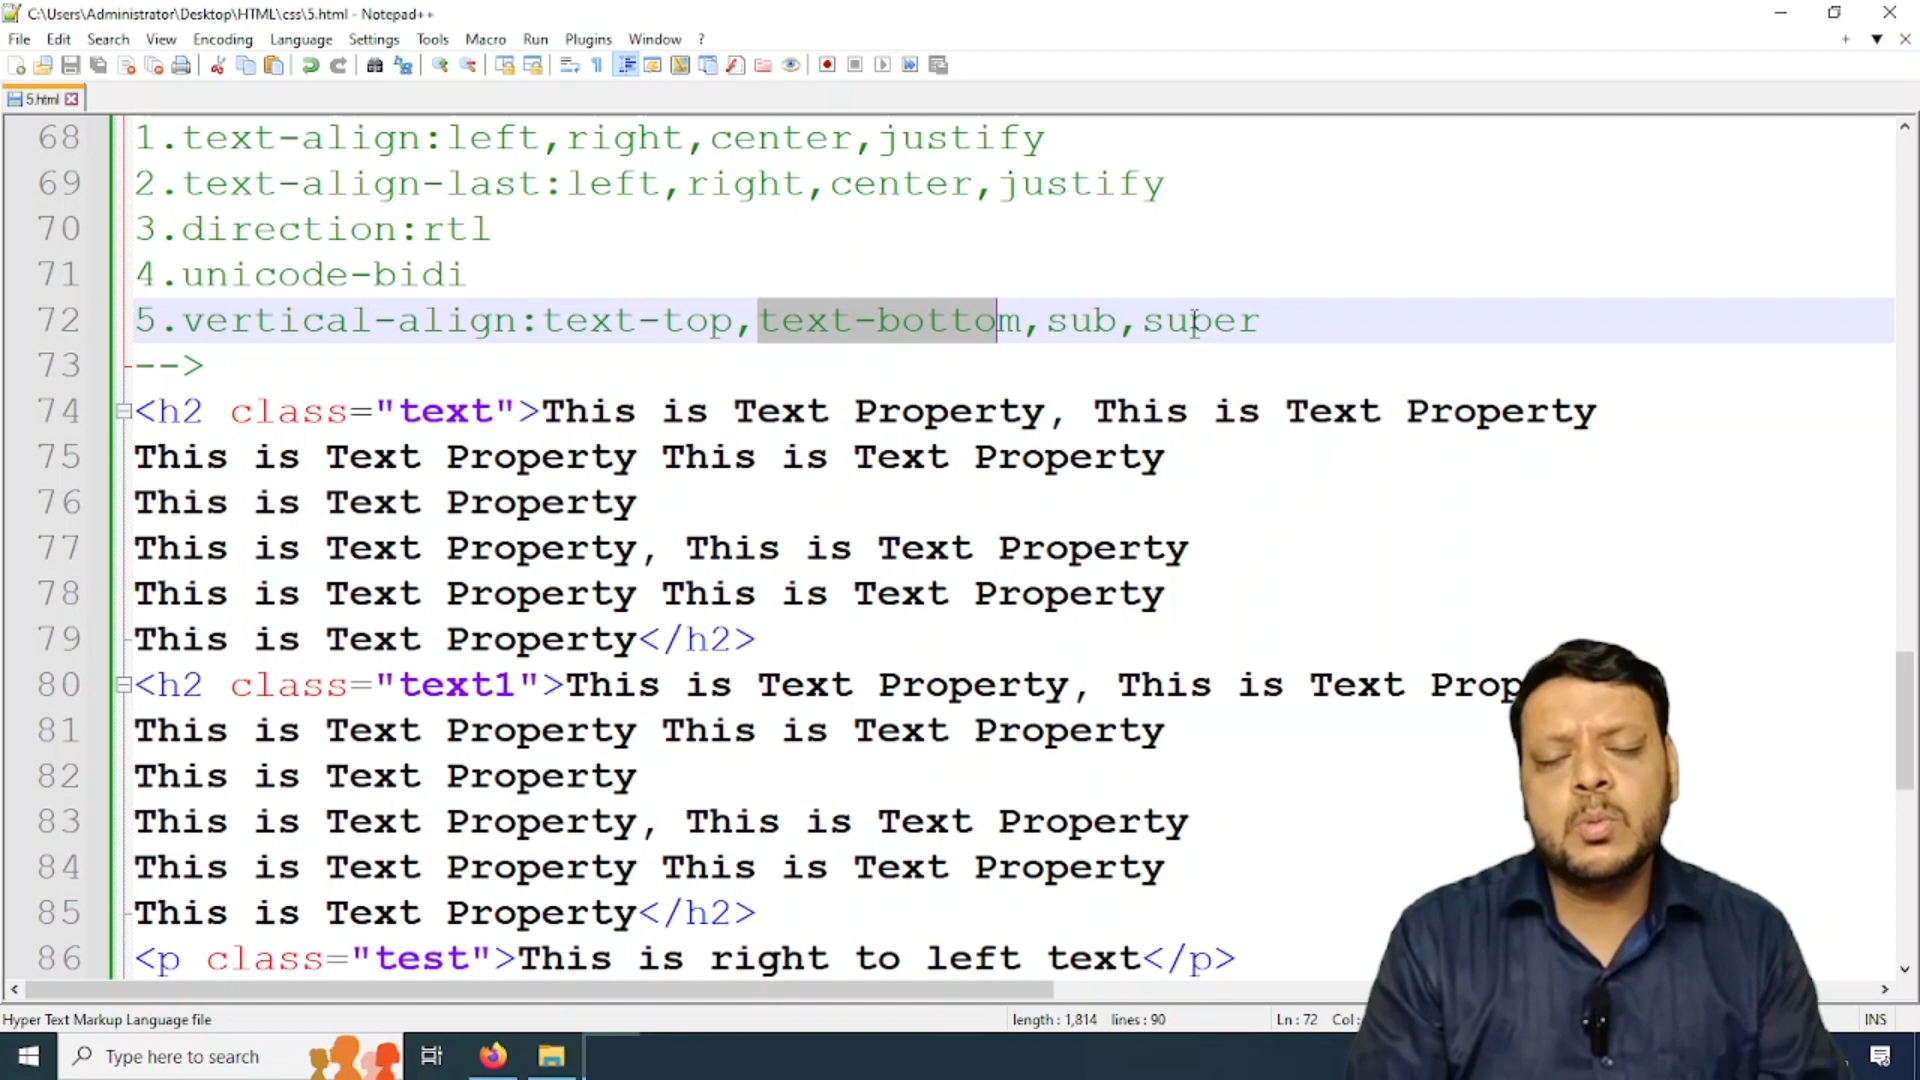 C:\Users\Administrator\Desktop\HTML\css\5.html - Notepad++
File Edit Search View Encoding Language Settings Tools Macro Run Plugins Window ?
5.html
68 1.text-align:left,right,center,justify
69 2.text-align-last:left,right,center,justify
70 3.direction:rtl
71 4.unicode-bidi
72 5.vertical-align:text-top,text-bottom,sub,super
73 -->
74 <h2 class="text">This is Text Property, This is Text Property
75 This is Text Property This is Text Property
76 This is Text Property
77 This is Text Property, This is Text Property
78 This is Text Property This is Text Property
79 This is Text Property</h2>
80 <h2 class="text1">This is Text Property, This is Text Prop
81 This is Text Property This is Text Property
82 This is Text Property
83 This is Text Property, This is Text Property
84 This is Text Property This is Text Property
85 This is Text Property</h2>
86 <p class="test">This is right to left text</p>
Hyper Text Markup Language file length : 1,814 lines : 90 Ln : 72 Col : INS
Type here to search